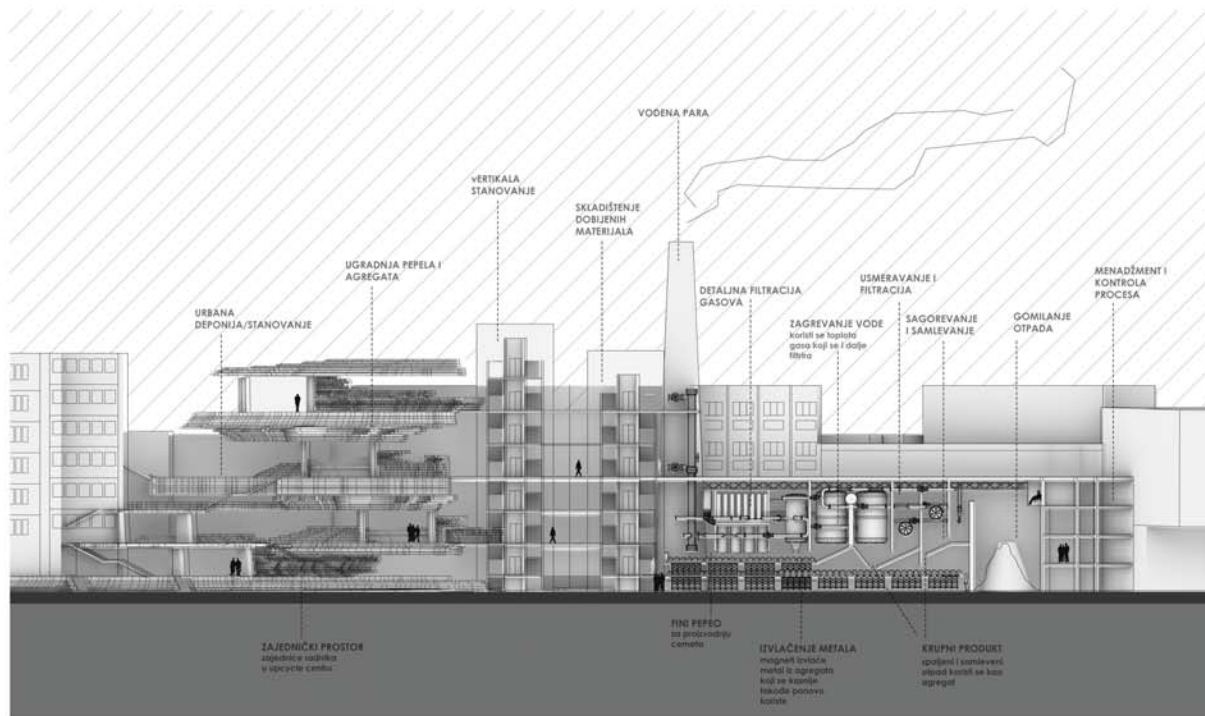 VODENA PARA
vERTIKALA
STANOVANJE
SKLADIŠTENJE
DOBIJENIH
MATERIJALA
UGRADNJA PEPELA I
AGREGATA
URBANA
DEPONIJA/STANOVANJE
DETALJNA FILTRACIJA
GASOVA
ZAGREVANJE VODE
koristi se toplota
gasa koji se i dalje
filtrira
USMERAVANJE I
FILTRACIJA
SAGOREVANJE
I SAMLEVANJE
GOMILANJE
OTPADA
MENADŽMENT I
KONTROLA
PROCESA
ZAJEDNIČKI PROSTOR
zajednice radnika
u upcycle centru
FINI PEPEO
za proizvodnju
cementa
IZVLAČENJE METALA
magneti izvlače
metal iz agregata
koji se kasnije
takođe ponovo
koriste
KRUPNI PRODUKT
spaljeni i samleveni
otpad koristi se kao
agregat